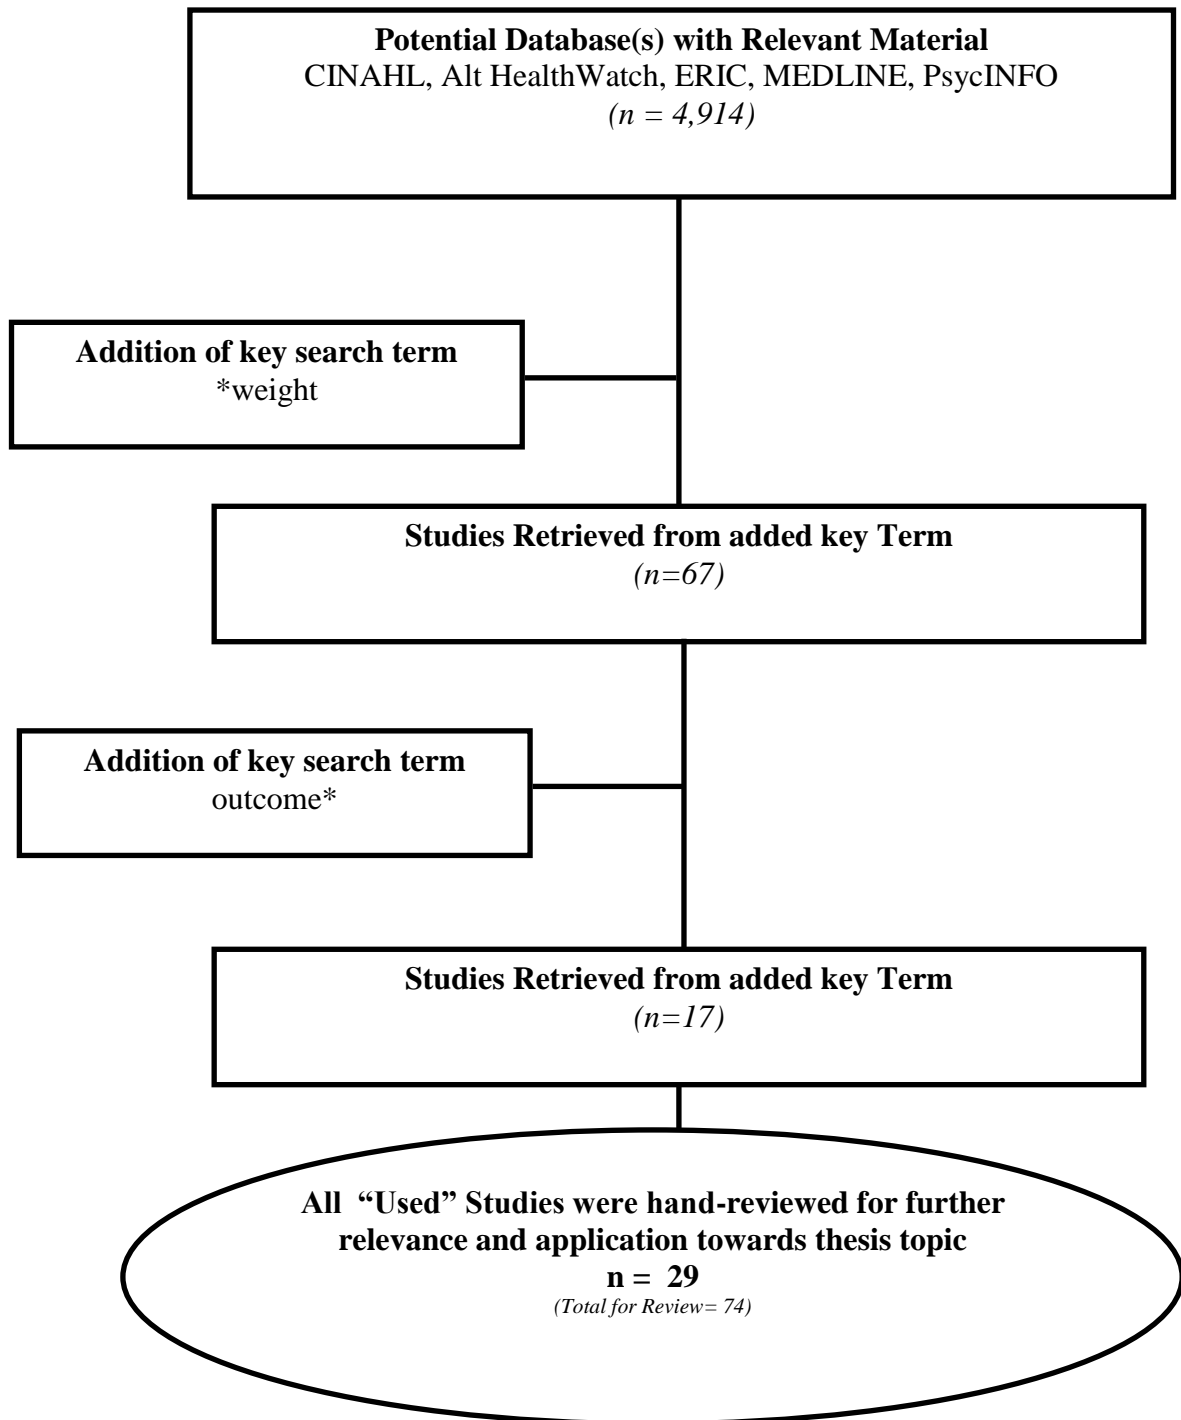 Potential Database(s) with Relevant Material
CINAHL, Alt HealthWatch, ERIC, MEDLINE, PsycINFO
(n = 4,914)
Addition of key search term
*weight
Studies Retrieved from added key Term
(n=67)
Addition of key search term
outcome*
Studies Retrieved from added key Term
(n=17)
All “Used” Studies were hand-reviewed for further
relevance and application towards thesis topic
n = 29
(Total for Review= 74)